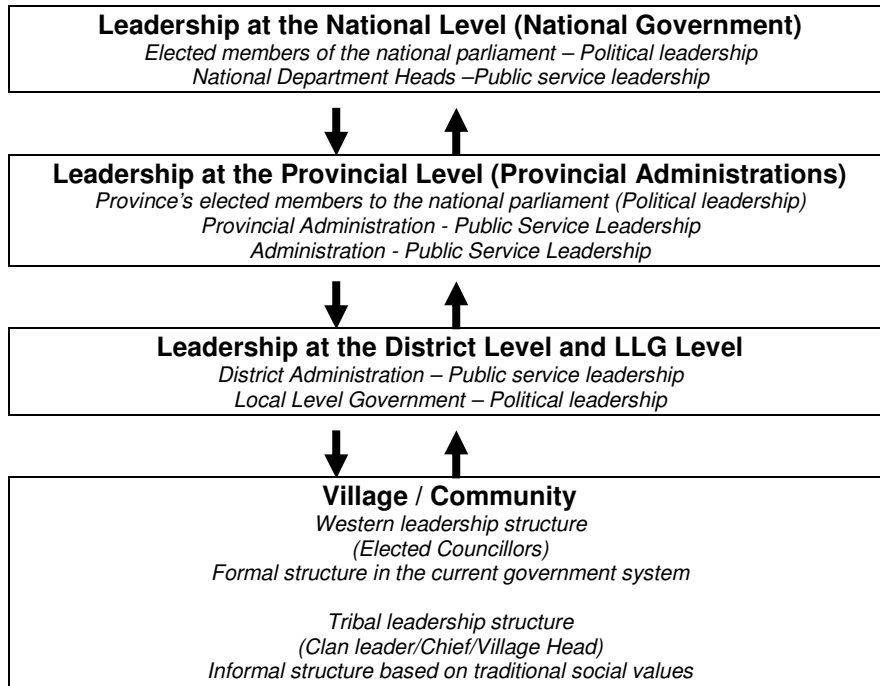 Leadership at the National Level (National Government)
Elected members of the national parliament – Political leadership
National Department Heads –Public service leadership
Leadership at the Provincial Level (Provincial Administrations)
Province's elected members to the national parliament (Political leadership)
Provincial Administration - Public Service Leadership
Administration - Public Service Leadership
Leadership at the District Level and LLG Level
District Administration – Public service leadership
Local Level Government – Political leadership
Village / Community
Western leadership structure
(Elected Councillors)
Formal structure in the current government system
Tribal leadership structure
(Clan leader/Chief/Village Head)
Informal structure based on traditional social values